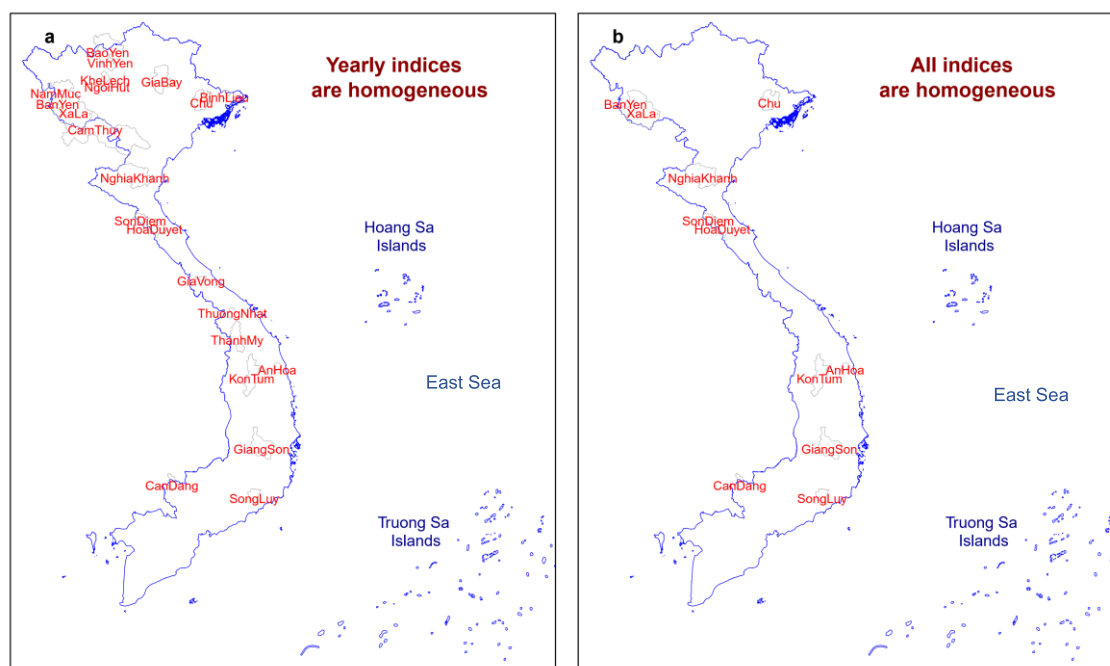 a
Yearly indices
are homogeneous
BaoYen
VinhYen
KheLech
NgoiHut
GiaBay
BinhLieu
Chu
NamMuc
BanYen
XaLa
CamThuy
NghiaKhanh
SonDiem
HoaDuyet
GiaVong
ThuongNhat
ThanhMy
AnHoa
KonTum
GiangSon
CanDang
SongLuy
Hoang Sa
Islands
East Sea
Truong Sa
Islands
b
All indices
are homogeneous
BanYen
XaLa
Chu
NghiaKhanh
SonDiem
HoaDuyet
AnHoa
KonTum
GiangSon
CanDang
SongLuy
Hoang Sa
Islands
East Sea
Truong Sa
Islands